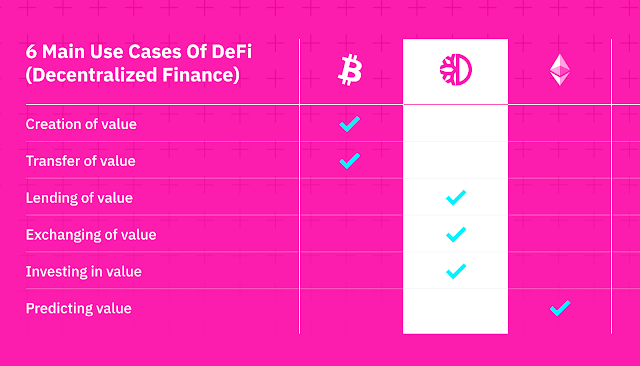 6 Main Use Cases Of DeFi
(Decentralized Finance)
Creation of value
Transfer of value
Lending of value
Exchanging of value
Investing in value
Predicting value